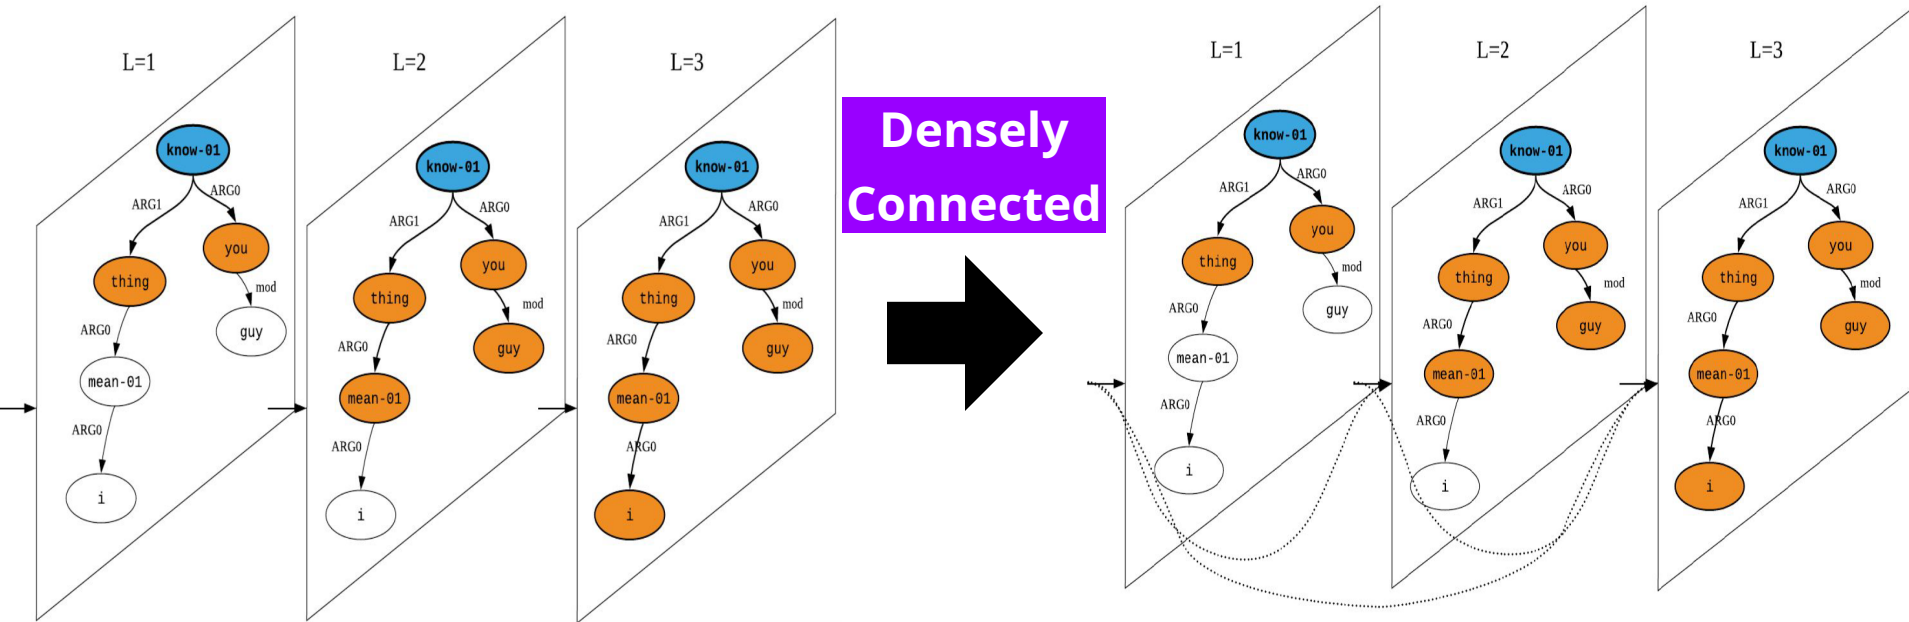 L=1
know-01
ARG1
ARG0
thing
you
mod
ARG0
guy
mean-01
ARG0
i
L=2
know-01
ARG1
ARG0
thing
you
mod
ARG0
guy
mean-01
ARG0
i
L=3
know-01
ARG1
ARG0
thing
you
mod
ARG0
guy
mean-01
ARG0
i
Densely
Connected
L=1
know-01
ARG1
ARG0
thing
you
mod
ARG0
guy
mean-01
ARG0
i
L=2
know-01
ARG1
ARG0
thing
you
mod
ARG0
guy
mean-01
ARG0
i
L=3
know-01
ARG1
ARG0
thing
you
mod
ARG0
guy
mean-01
ARG0
i